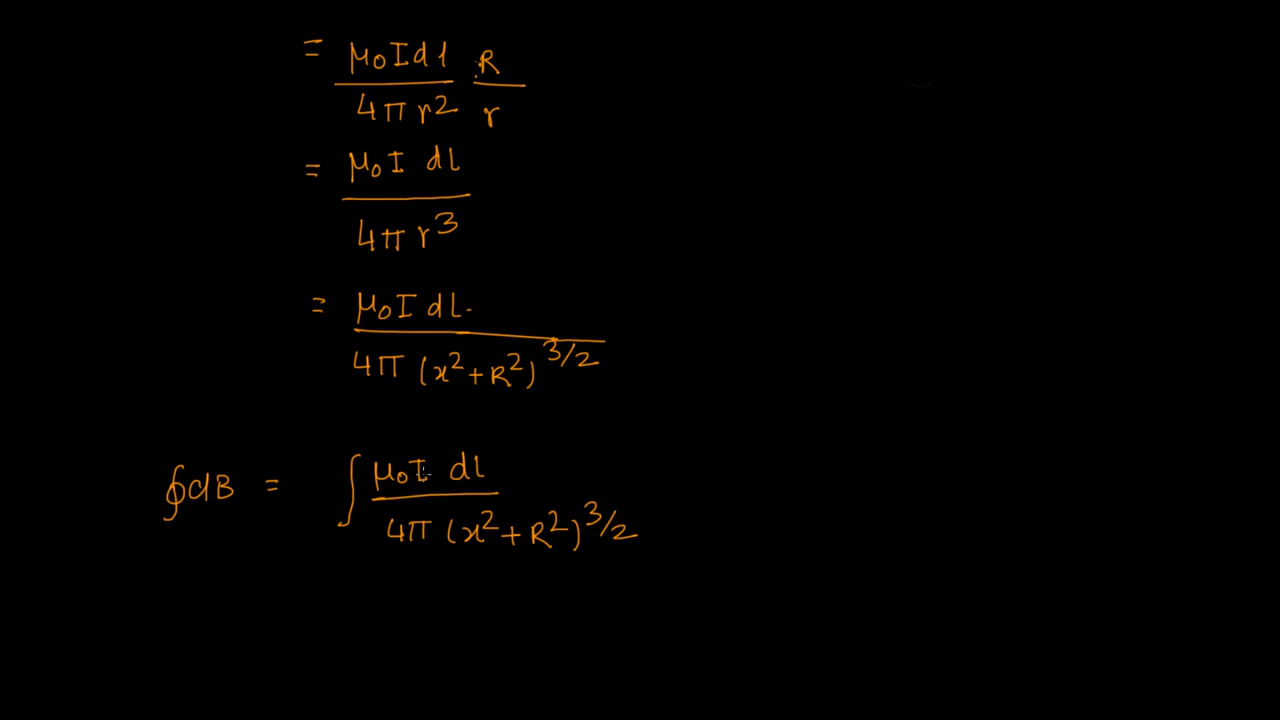 = μ₀Idl/4πr² R/r
= μ₀I dl/4πr³
= μ₀I dl./4π(x²+R²)^3/2
∮dB = ∫ μ₀I dl/4π(x²+R²)^3/2